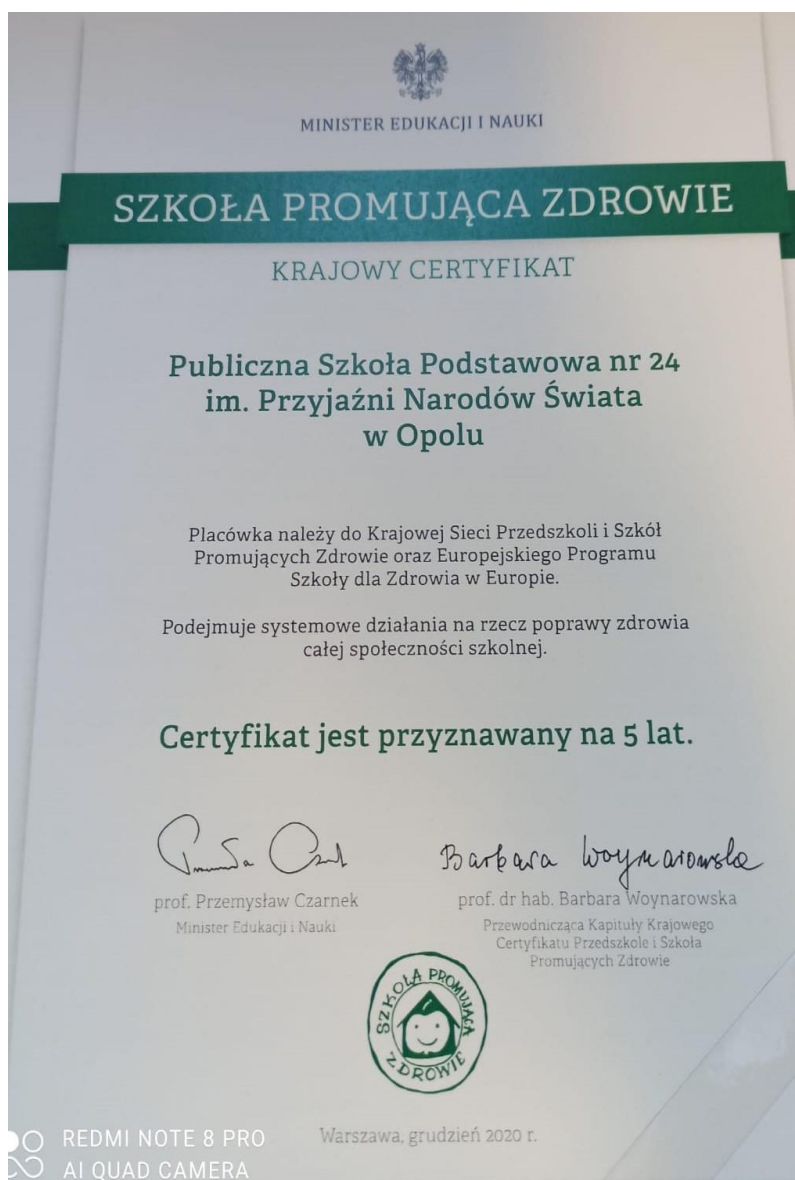 MINISTER EDUKACJI I NAUKI
SZKOŁA PROMUJĄCA ZDROWIE
KRAJOWY CERTYFIKAT
Publiczna Szkoła Podstawowa nr 24
im. Przyjaźni Narodów Świata
w Opolu
Placówka należy do Krajowej Sieci Przedszkoli i Szkół
Promujących Zdrowie oraz Europejskiego Programu
Szkoły dla Zdrowia w Europie.
Podejmuje systemowe działania na rzecz poprawy zdrowia
całej społeczności szkolnej.
Certyfikat jest przyznawany na 5 lat.
Barbara Woynarowska
prof. Przemysław Czarnek
Minister Edukacji i Nauki
prof. dr hab. Barbara Woynarowska
Przewodnicząca Kapituły Krajowego
Certyfikatu Przedszkole i Szkoła
Promujących Zdrowie
SZKOŁA PROMUJĄCA
ZDROWIE
Warszawa, grudzień 2020 r.
REDMI NOTE 8 PRO
AI QUAD CAMERA